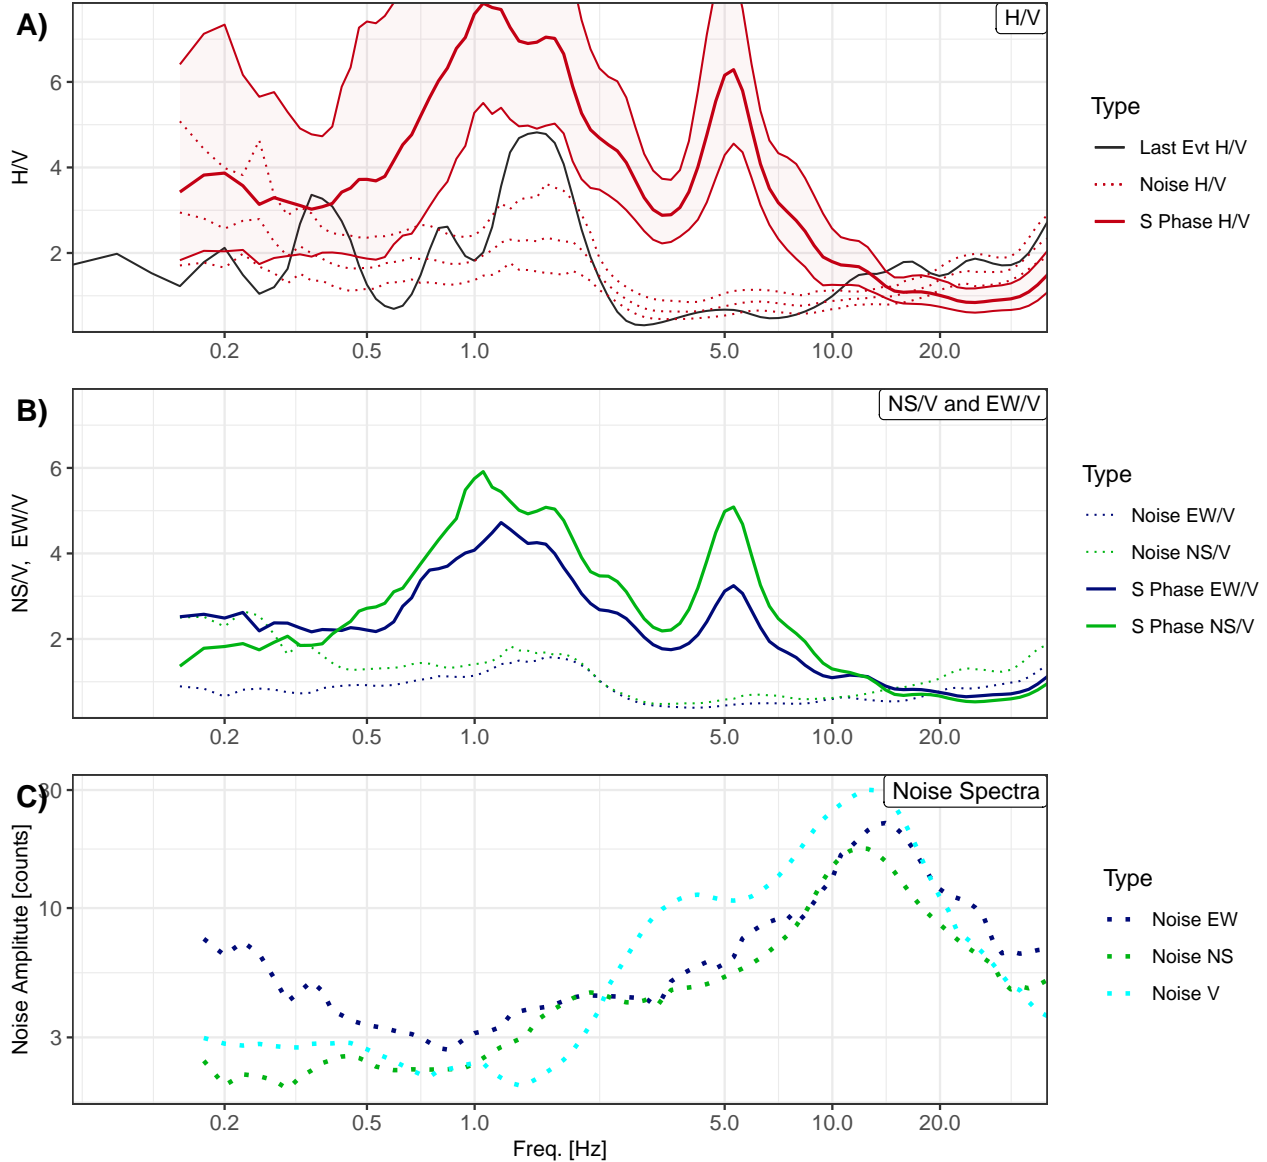 A)
H/V
H/V
6
4
2
0.2 0.5 1.0 5.0 10.0 20.0
Type
Last Evt H/V
Noise H/V
S Phase H/V
B)
NS/V and EW/V
NS/V, EW/V
6
4
2
0.2 0.5 1.0 5.0 10.0 20.0
Type
Noise EW/V
Noise NS/V
S Phase EW/V
S Phase NS/V
C)
Noise Spectra
Noise Amplitude [counts]
30
10
3
0.2 0.5 1.0 5.0 10.0 20.0
Freq. [Hz]
Type
Noise EW
Noise NS
Noise V